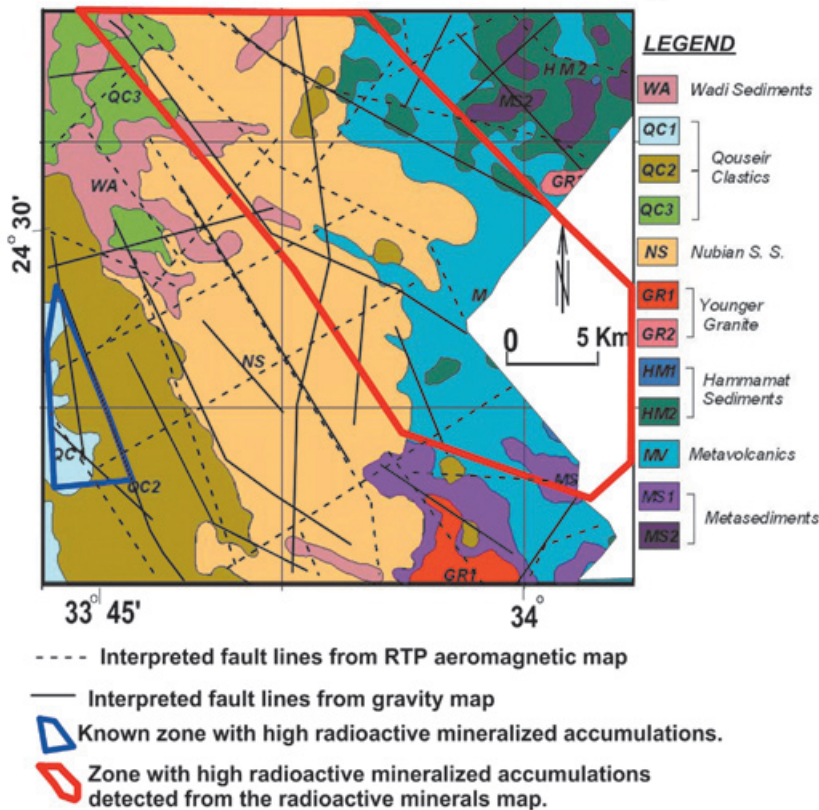 LEGEND
WA Wadi Sediments
QC1
QC2 Qouseir Clastics
QC3
NS Nubian S. S.
GR1 Younger Granite
GR2
HM1 Hammamat Sediments
HM2
MV Metavolcanics
MS1 Metasediments
MS2
QC3
HM2
MS2
WA
GR
24° 30'
M
N
0 5 Km
NS
QC1
QC2
MS
GR1
33° 45'
34°
Interpreted fault lines from RTP aeromagnetic map
Interpreted fault lines from gravity map
Known zone with high radioactive mineralized accumulations.
Zone with high radioactive mineralized accumulations
detected from the radioactive minerals map.